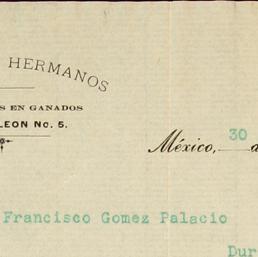 HERMANOS
EN GANADOS
LEON No. 5.
México, 30
Francisco Gomez Palacio
Dur